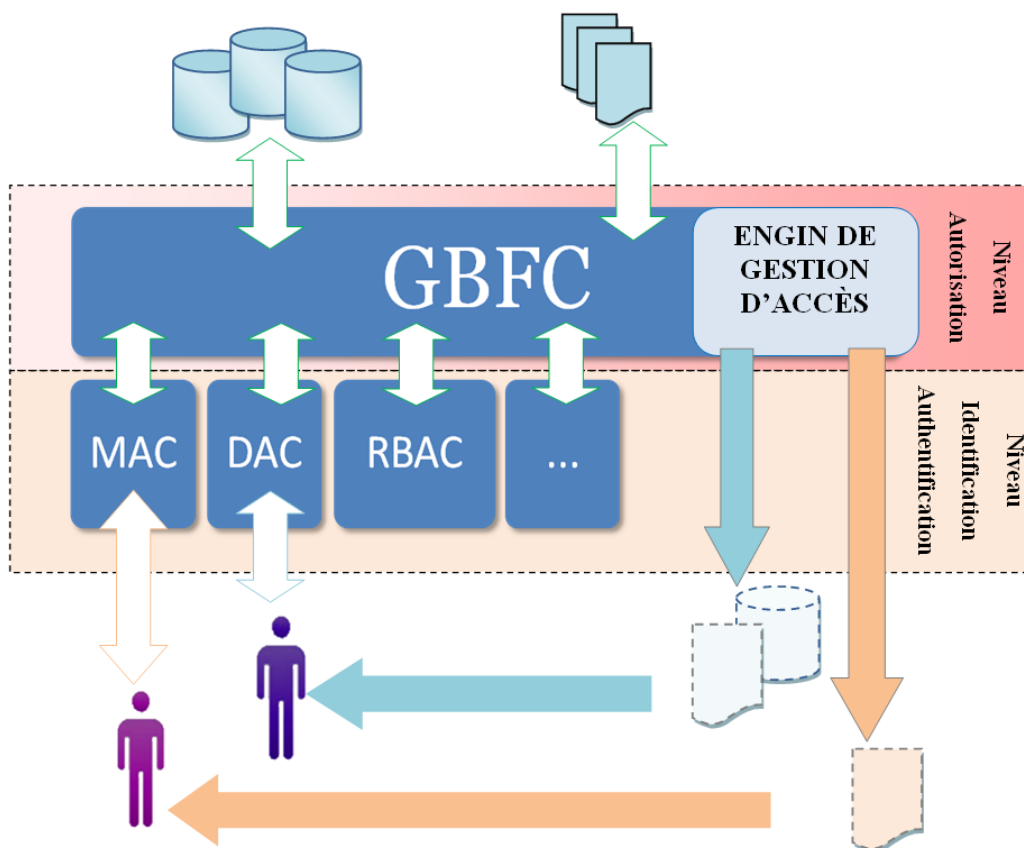 GBFC
ENGIN DE
GESTION
D’ACCÈS
Niveau
Autorisation
MAC
DAC
RBAC
...
Niveau
Identification
Authentification